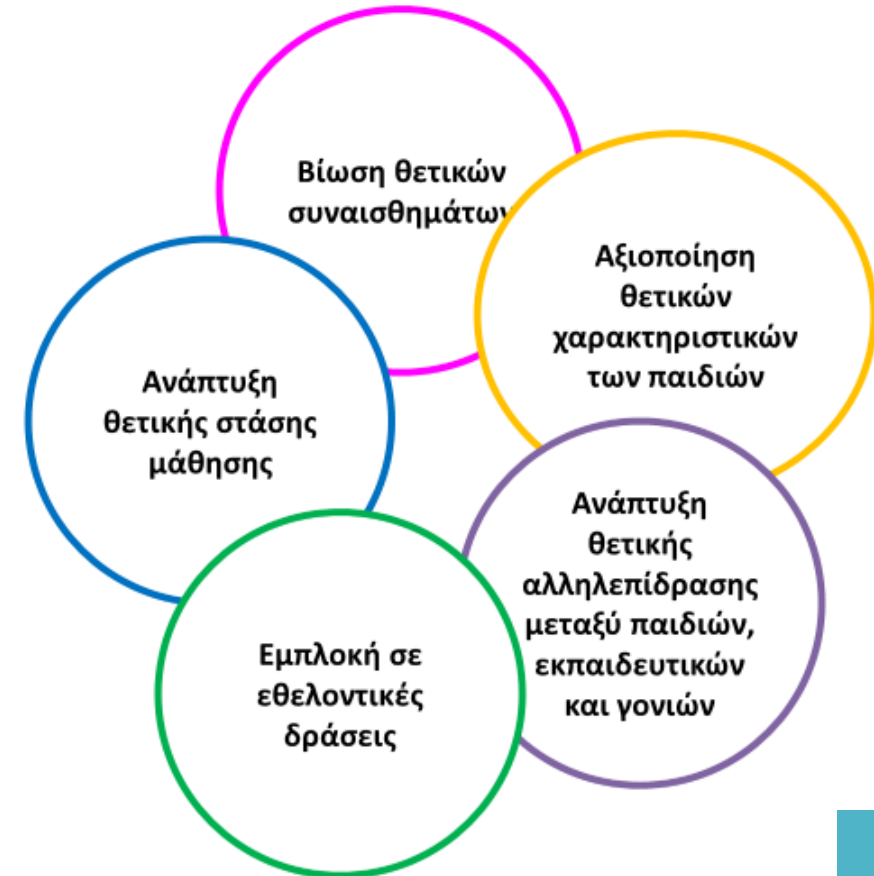 Βίωση θετικών
συναισθημάτων
Αξιοποίηση
θετικών
χαρακτηριστικών
των παιδιών
Ανάπτυξη
θετικής στάσης
μάθησης
Ανάπτυξη
θετικής
αλληλεπίδρασης
μεταξύ παιδιών,
εκπαιδευτικών
και γονιών
Εμπλοκή σε
εθελοντικές
δράσεις